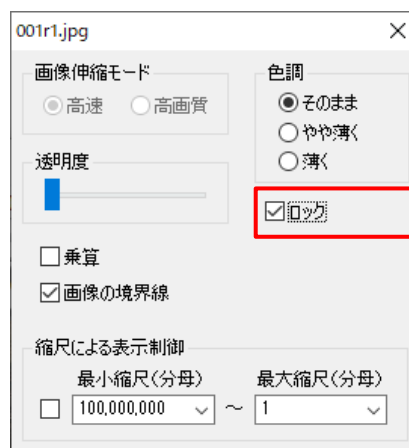 001r1.jpg
画像伸縮モード
高速 高画質
色調
そのまま
やや薄く
薄く
透明度
ロック
乗算
画像の境界線
縮尺による表示制御
最小縮尺(分母) 最大縮尺(分母)
100,000,000 ～ 1